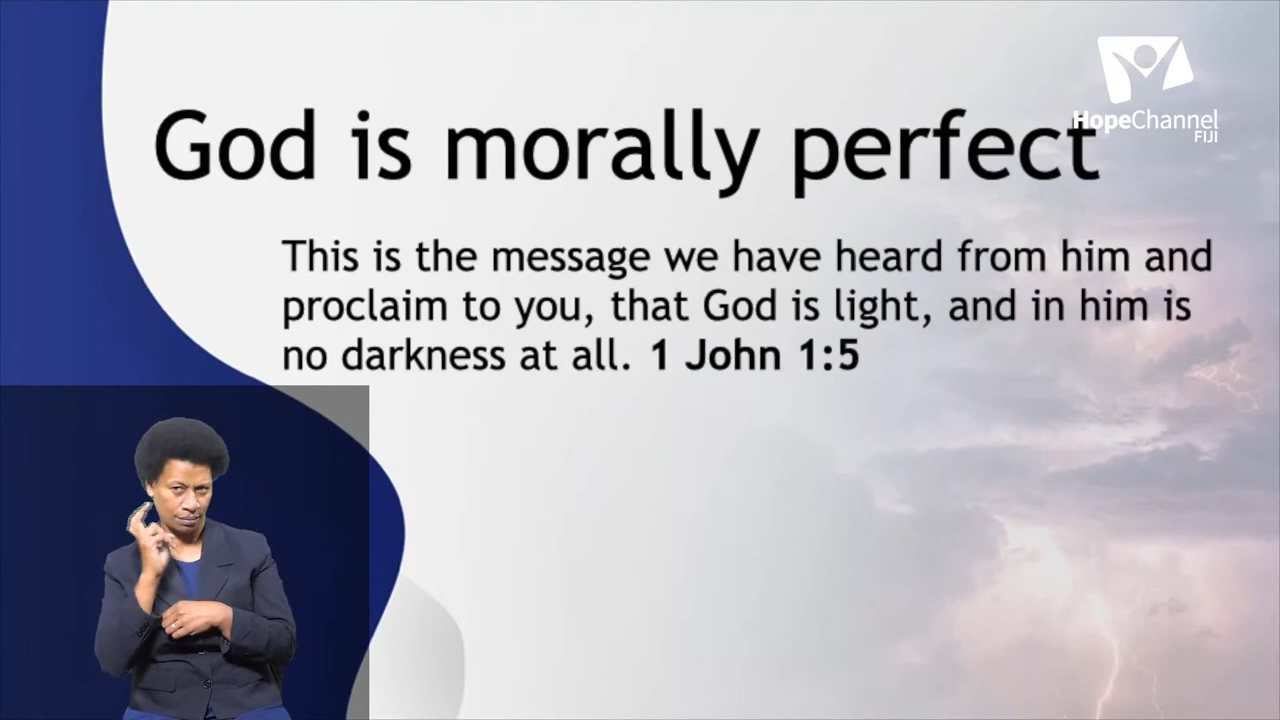 God is morally perfect
HopeChannel
FIJI
This is the message we have heard from him and
proclaim to you, that God is light, and in him is
no darkness at all. 1 John 1:5